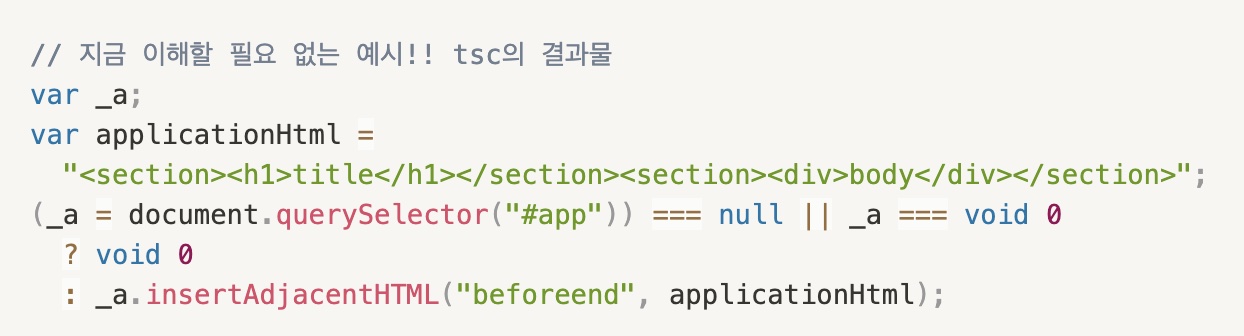 // 지금 이해할 필요 없는 예시!! tsc의 결과물
var _a;
var applicationHtml =
  "<section><h1>title</h1></section><section><div>body</div></section>";
(_a = document.querySelector("#app")) === null || _a === void 0
  ? void 0
  : _a.insertAdjacentHTML("beforeend", applicationHtml);